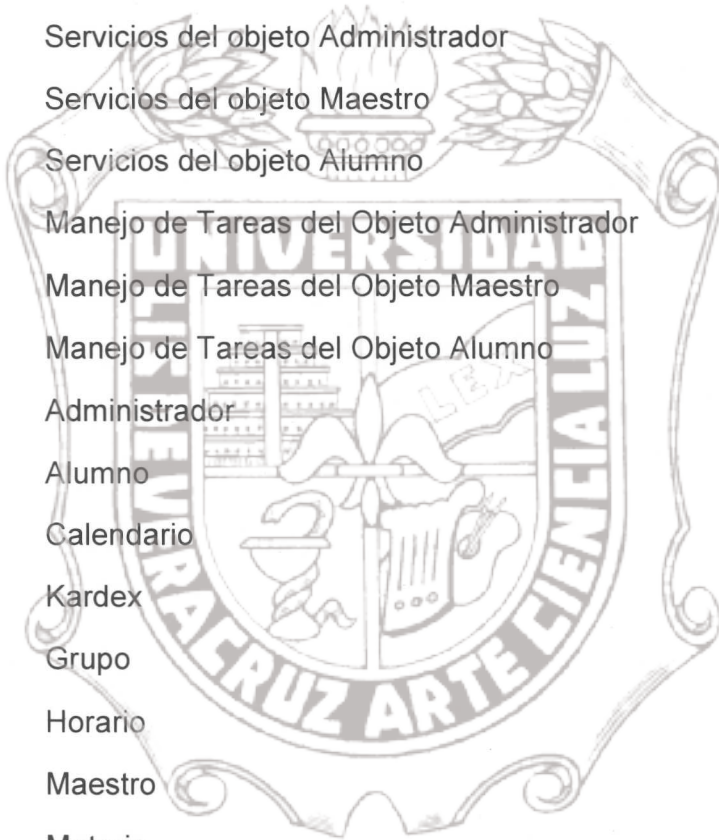 Servicios del objeto Administrador
Servicios del objeto Maestro
Servicios del objeto Alumno
Manejo de Tareas del Objeto Administrador
Manejo de Tareas del Objeto Maestro
Manejo de Tareas del Objeto Alumno
Administrador
Alumno
Calendario
Kardex
Grupo
Horario
Maestro
UNIVERSIDAD VERACRUZANA
LIS DE VERACRUZ ARTE CIENCIA LUZ
LEX